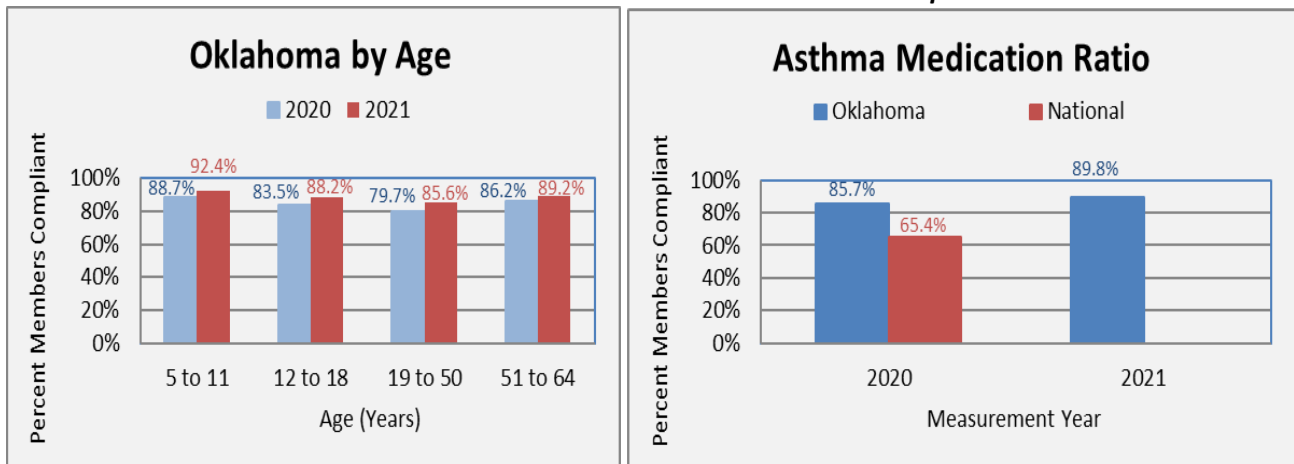 Oklahoma by Age
2020 2021
Percent Members Compliant
100%
80%
60%
40%
20%
0%
88.7% 92.4% 83.5% 88.2% 79.7% 85.6% 86.2% 89.2%
5 to 11 12 to 18 19 to 50 51 to 64
Age (Years)
Asthma Medication Ratio
Oklahoma National
Percent Members Compliant
100%
80%
60%
40%
20%
0%
85.7% 65.4% 89.8%
2020 2021
Measurement Year